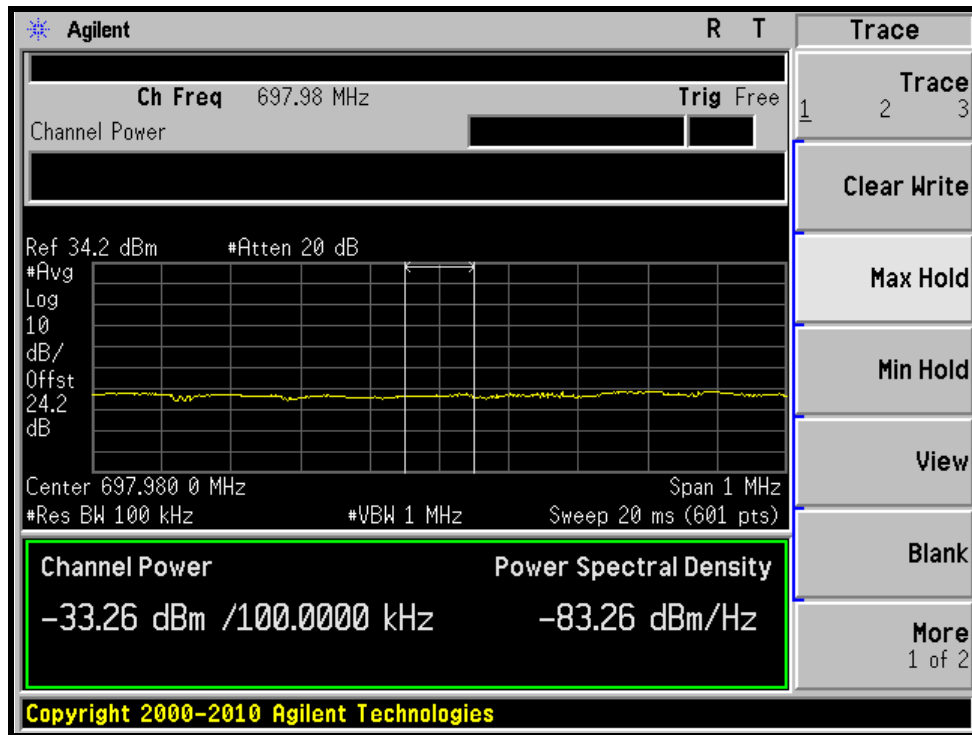 Agilent R T
Trace
Ch Freq 697.98 MHz Trig Free
Channel Power
Ref 34.2 dBm #Atten 20 dB
#Avg
Log
10
dB/
Offst
24.2
dB
Center 697.980 0 MHz Span 1 MHz
#Res BW 100 kHz #VBW 1 MHz Sweep 20 ms (601 pts)
Channel Power Power Spectral Density
-33.26 dBm /100.0000 kHz -83.26 dBm/Hz
Copyright 2000-2010 Agilent Technologies
Trace
1 2 3
Clear Write
Max Hold
Min Hold
View
Blank
More
1 of 2